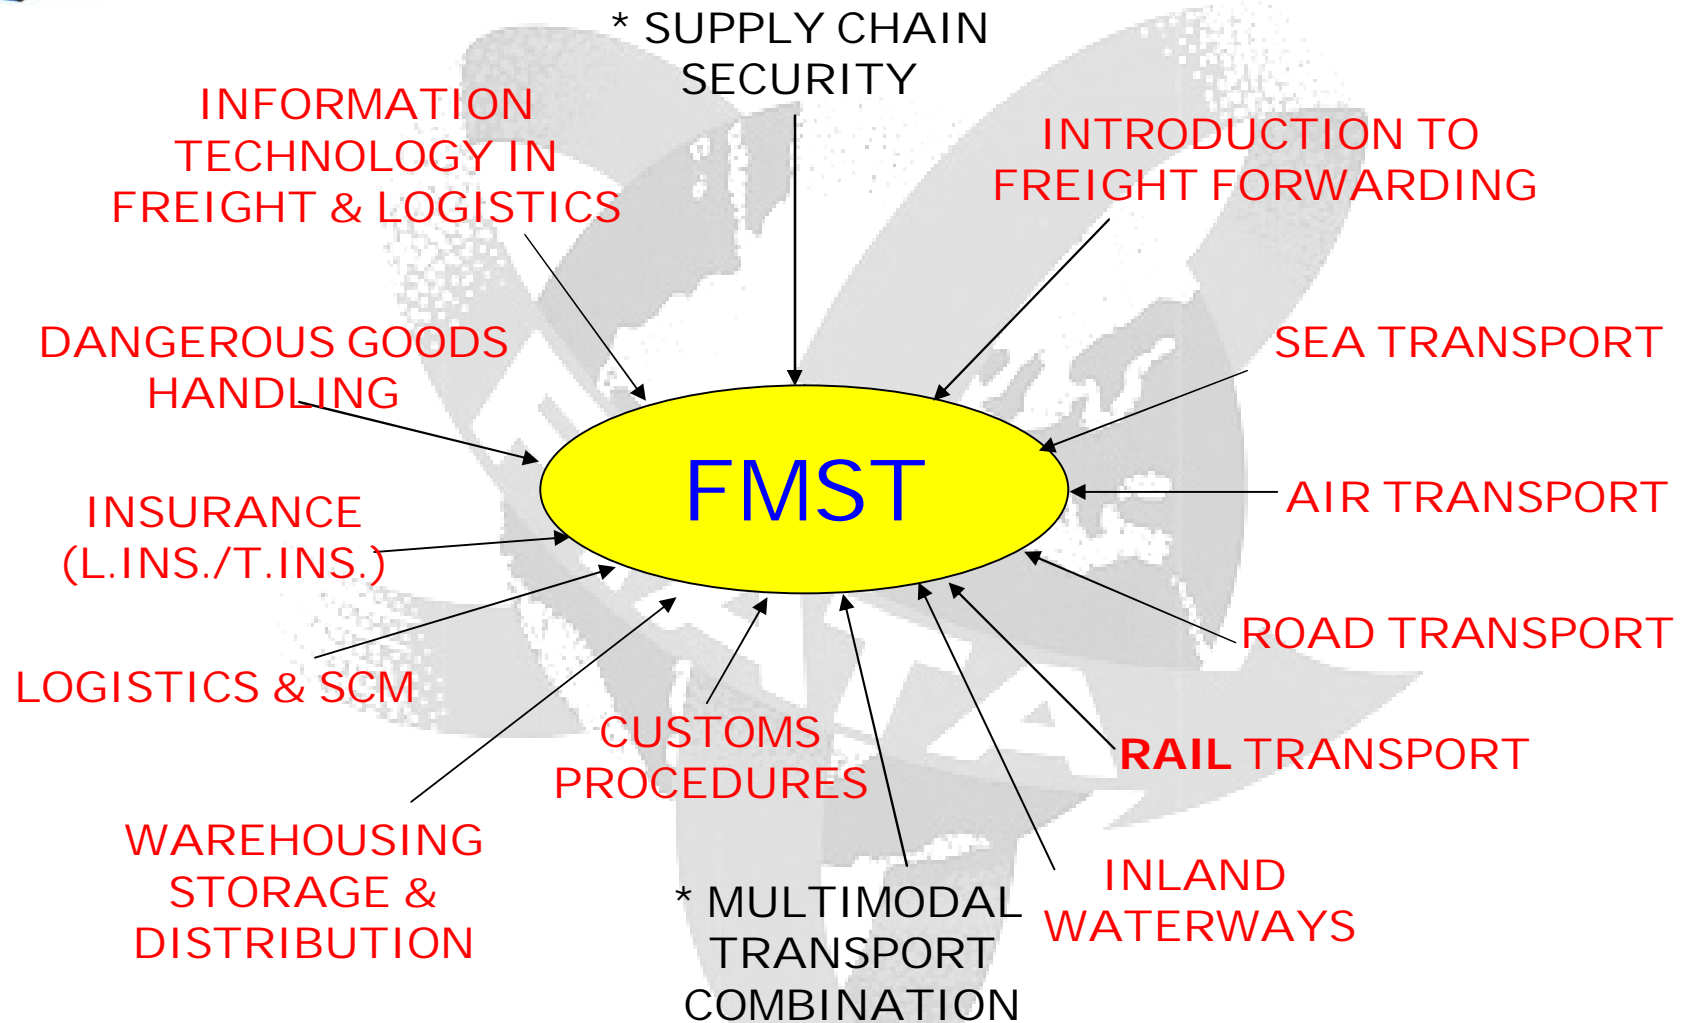 * SUPPLY CHAIN
SECURITY
INFORMATION
TECHNOLOGY IN
FREIGHT & LOGISTICS
INTRODUCTION TO
FREIGHT FORWARDING
DANGEROUS GOODS
HANDLING
SEA TRANSPORT
FMST
INSURANCE
(L.INS./T.INS.)
AIR TRANSPORT
ROAD TRANSPORT
LOGISTICS & SCM
CUSTOMS
PROCEDURES
RAIL TRANSPORT
WAREHOUSING
STORAGE &
DISTRIBUTION
* MULTIMODAL
TRANSPORT
COMBINATION
INLAND
WATERWAYS